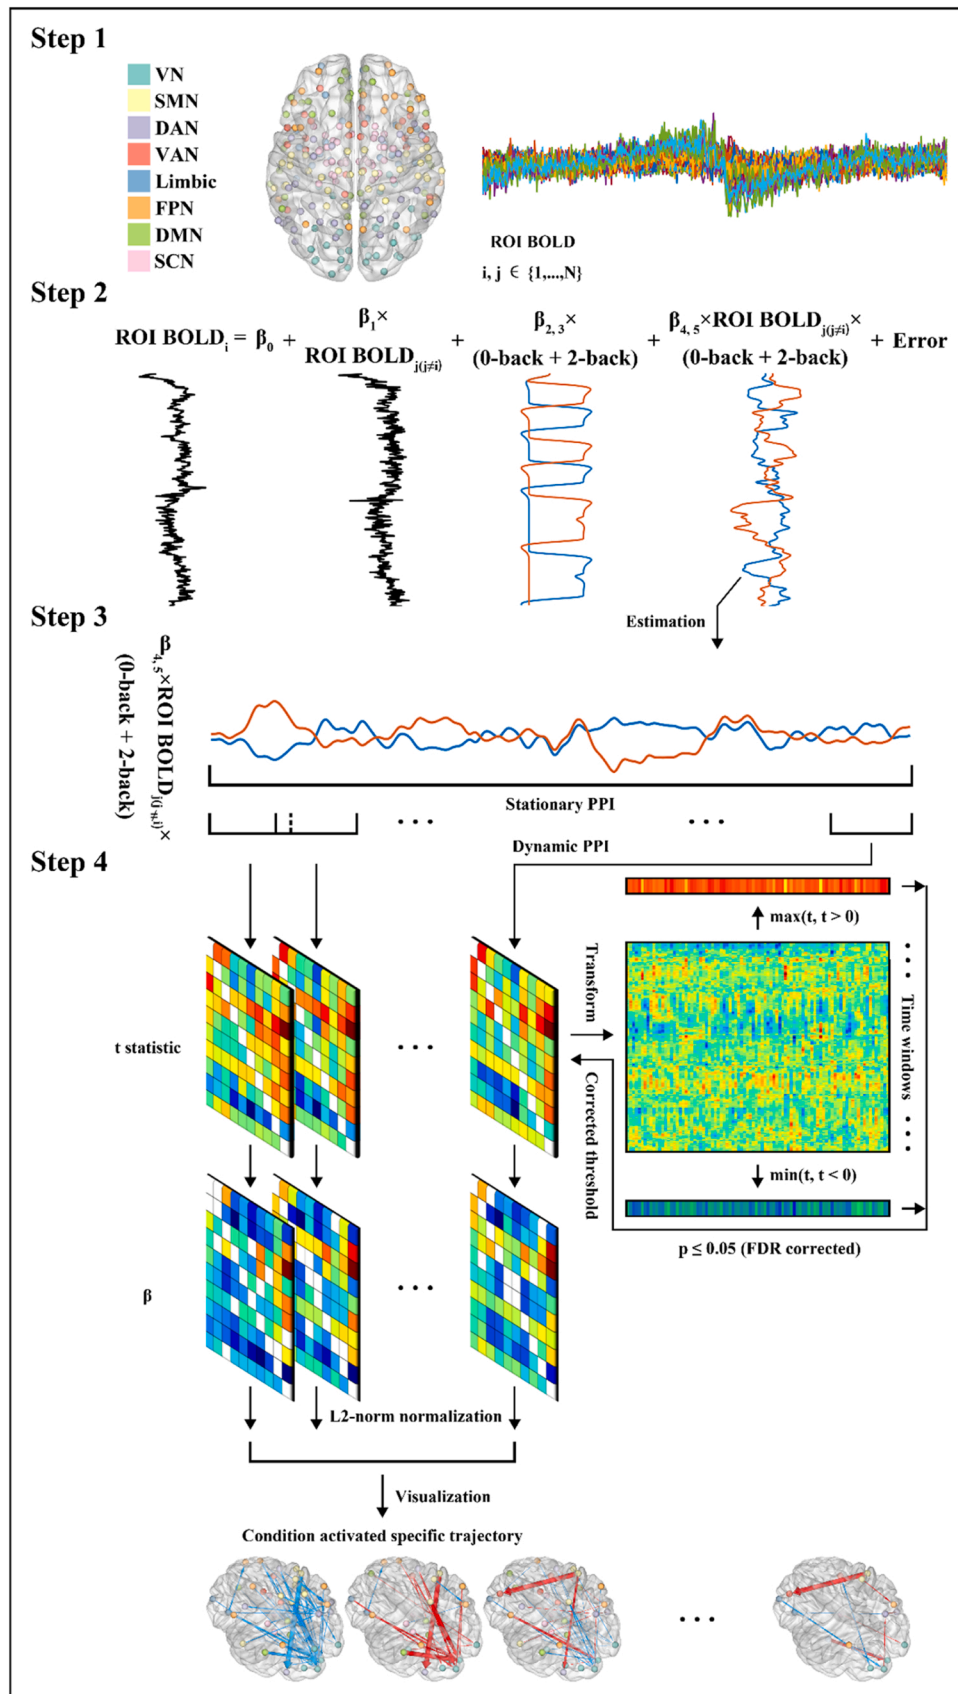 Step 1
VN
SMN
DAN
VAN
Limbic
FPN
DMN
SCN
ROI BOLD
i, j ∈ {1,...,N}
Step 2
ROI BOLDi = β0 + β1× ROI BOLDj(j≠i) + β2, 3× (0-back + 2-back) + β4, 5×ROI BOLDj(j≠i)× (0-back + 2-back) + Error
Estimation
Step 3
β4, 5×ROI BOLDj(j≠i)×
(0-back + 2-back)
Stationary PPI
. . .
. . .
Dynamic PPI
Step 4
max(t, t > 0)
Transform
t statistic
. . .
Corrected threshold
. . . Time windows . . .
min(t, t < 0)
p ≤ 0.05 (FDR corrected)
β
. . .
L2-norm normalization
Visualization
Condition activated specific trajectory
. . .